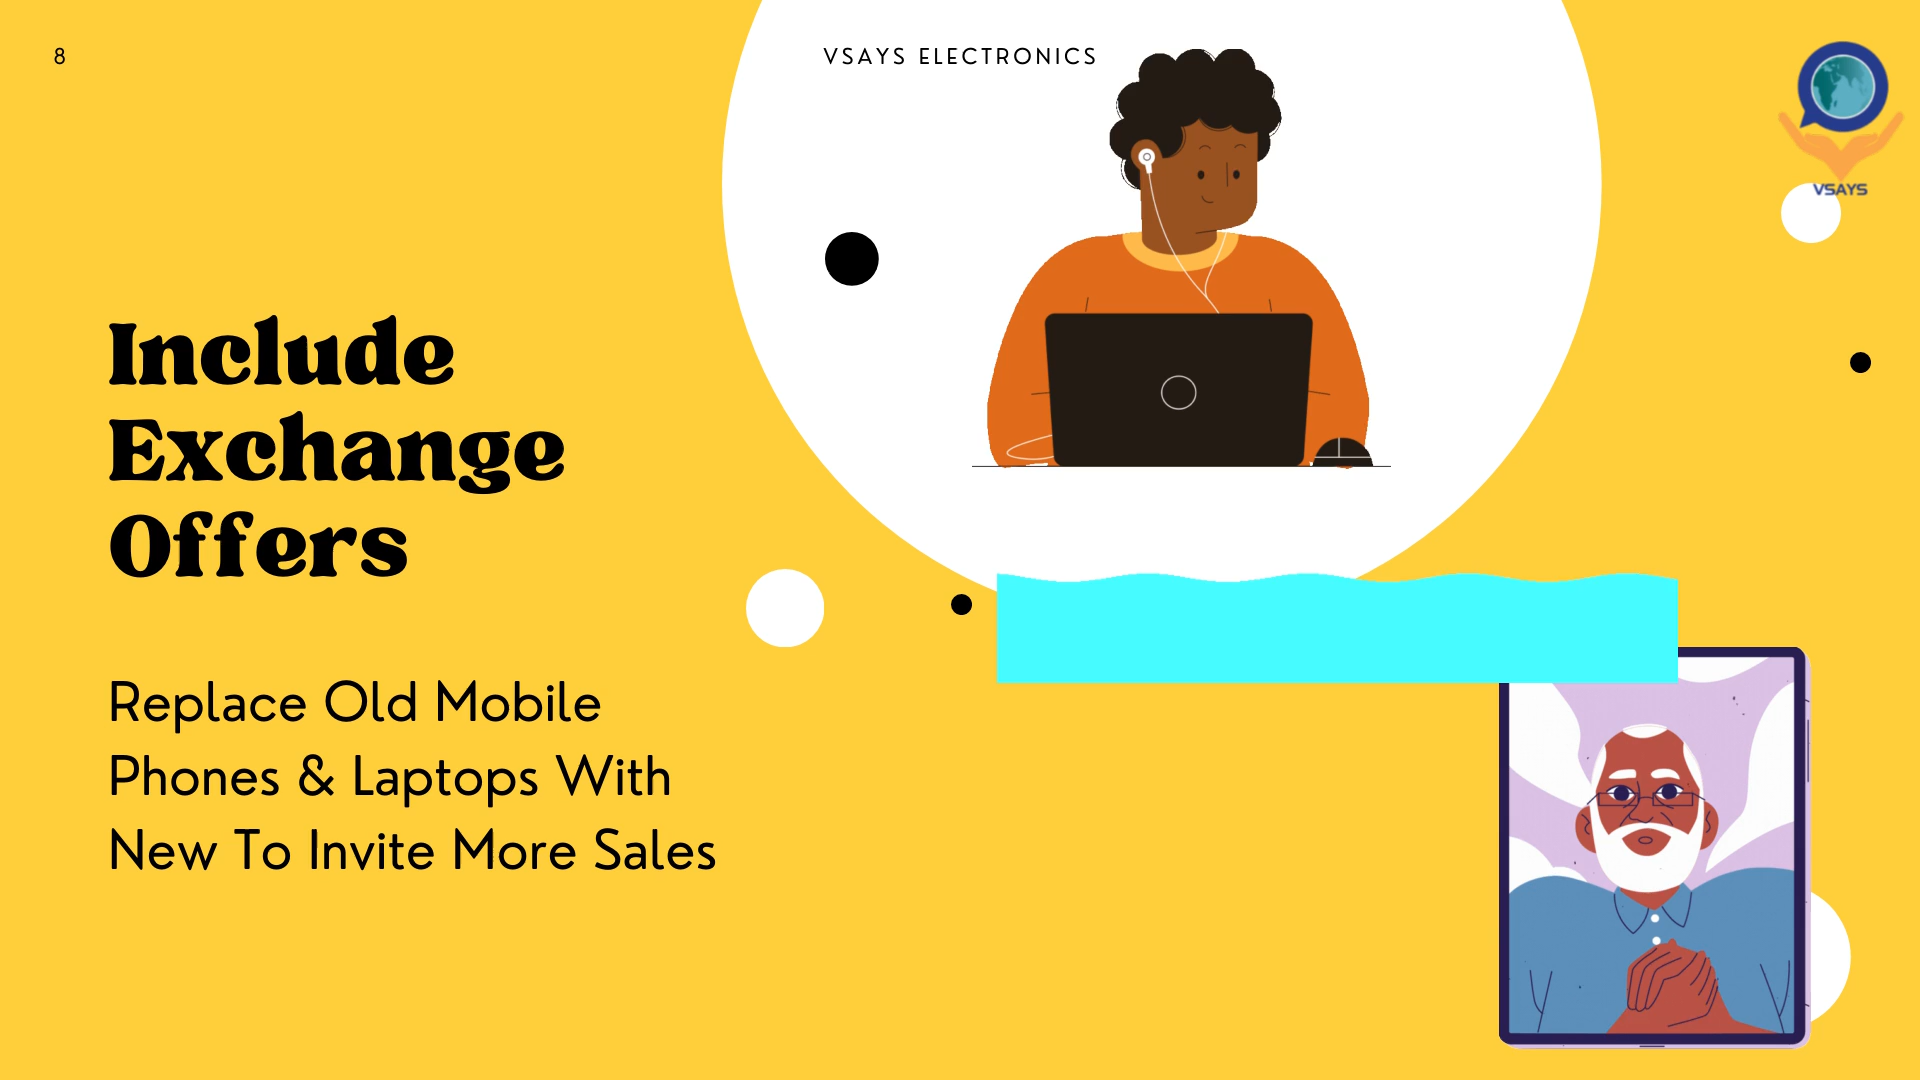 8
VSAYS ELECTRONICS
VSAYS
Include
Exchange
Offers
Replace Old Mobile
Phones & Laptops With
New To Invite More Sales